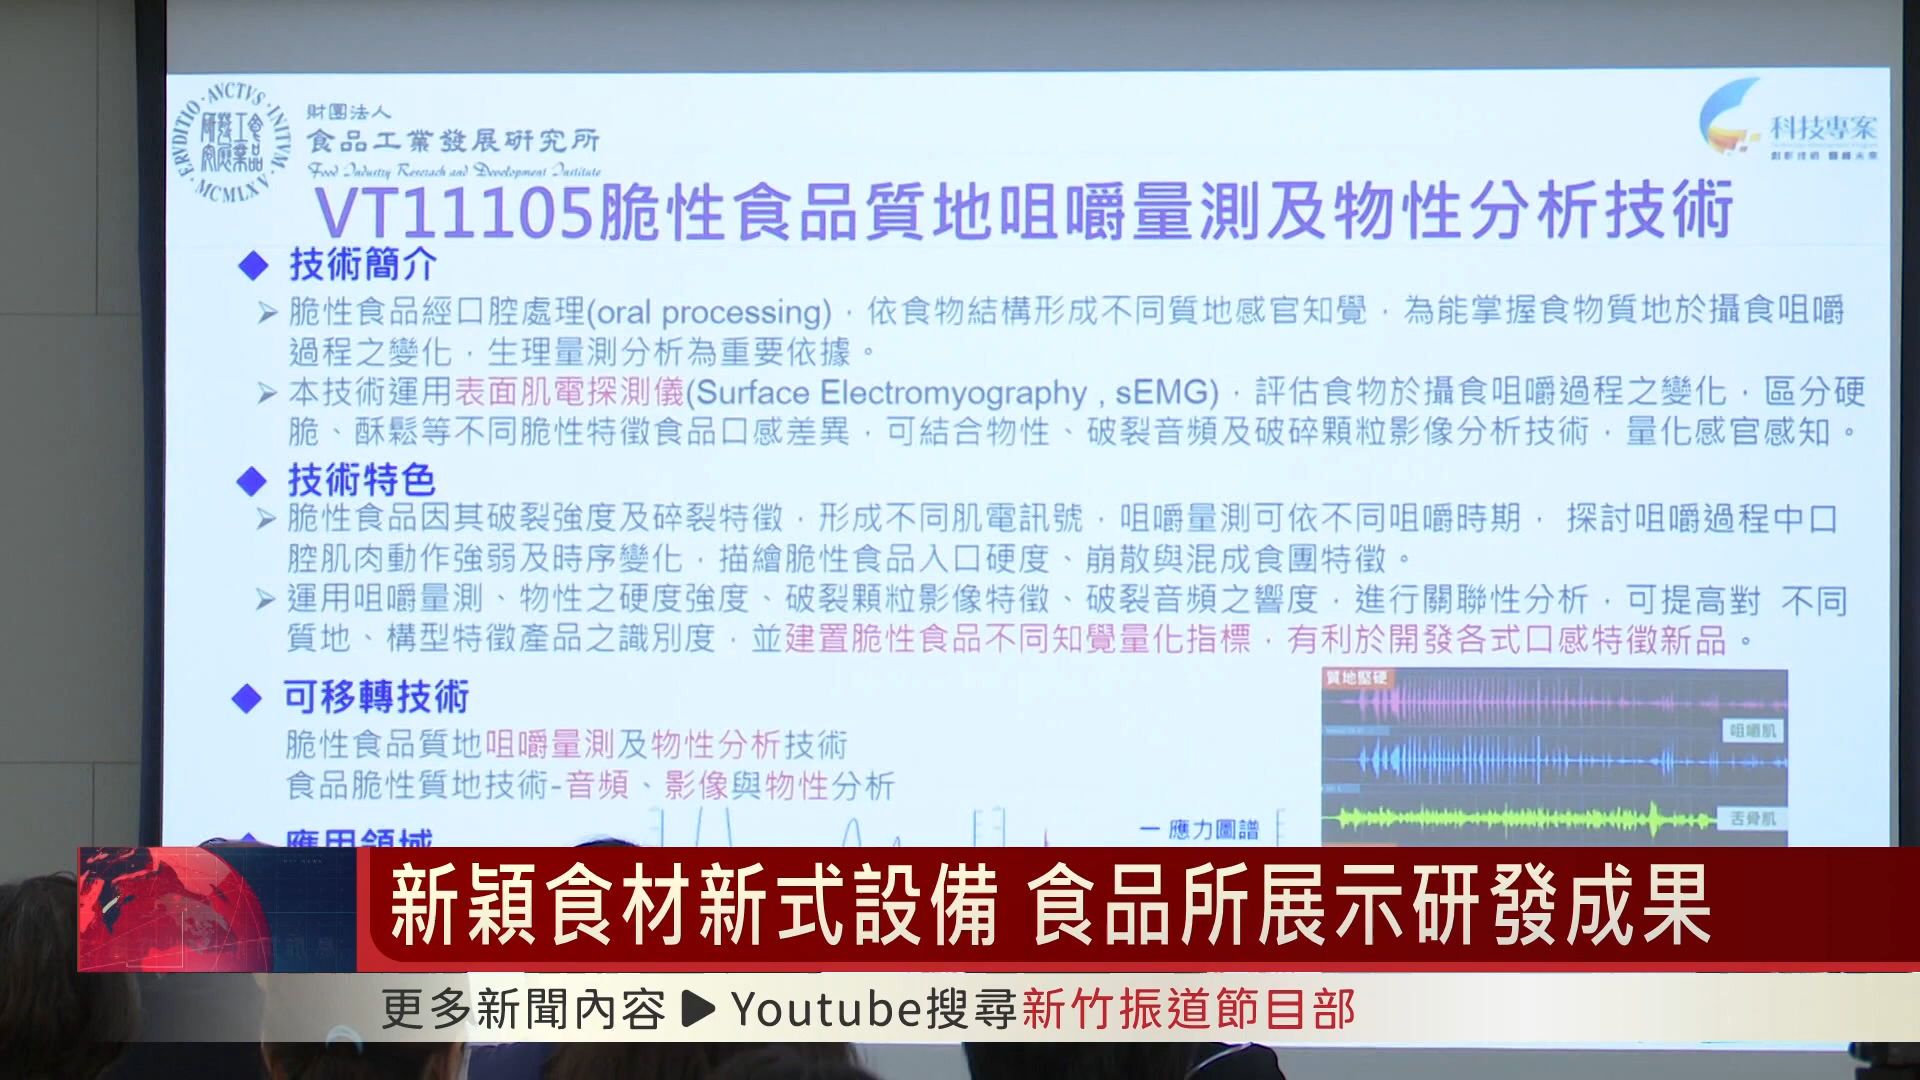 ERVDITIO·AVCTVS·INITVM·MCMLXV·
財團法人
食品工業發展研究所
Food Industry Research and Development Institute
科技專案
VT11105脆性食品質地咀嚼量測及物性分析技術
◆ 技術簡介
➢ 脆性食品經口腔處理(oral processing)，依食物結構形成不同質地感官知覺，為能掌握食物質地於攝食咀嚼
過程之變化，生理量測分析為重要依據。
➢ 本技術運用表面肌電探測儀(Surface Electromyography , sEMG)，評估食物於攝食咀嚼過程之變化，區分硬
脆、酥鬆等不同脆性特徵食品口感差異，可結合物性、破裂音頻及破碎顆粒影像分析技術，量化感官感知。
◆ 技術特色
➢ 脆性食品因其破裂強度及碎裂特徵，形成不同肌電訊號，咀嚼量測可依不同咀嚼時期， 探討咀嚼過程中口
腔肌肉動作強弱及時序變化，描繪脆性食品入口硬度、崩散與混成食團特徵。
➢ 運用咀嚼量測、物性之硬度強度、破裂顆粒影像特徵、破裂音頻之響度，進行關聯性分析，可提高對 不同
質地、構型特徵產品之識別度，並建置脆性食品不同知覺量化指標，有利於開發各式口感特徵新品。
◆ 可移轉技術
脆性食品質地咀嚼量測及物性分析技術
食品脆性質地技術-音頻、影像與物性分析
◆ 應用領域
質地堅硬
咀嚼肌
舌骨肌
一 應力圖譜
新穎食材新式設備 食品所展示研發成果
更多新聞內容▶Youtube搜尋新竹振道節目部